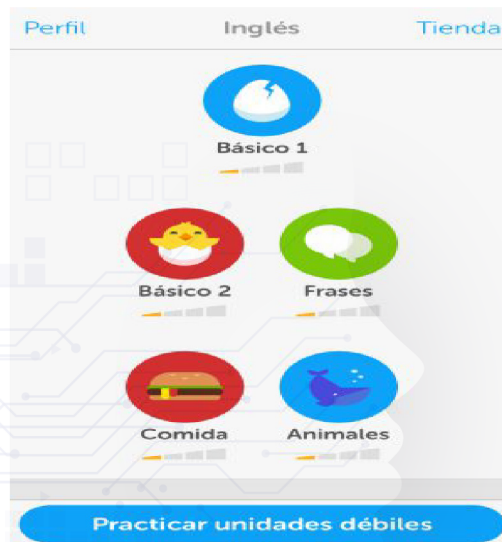 Perfil Inglés Tienda
Básico 1
Básico 2 Frases
Comida Animales
Practicar unidades débiles